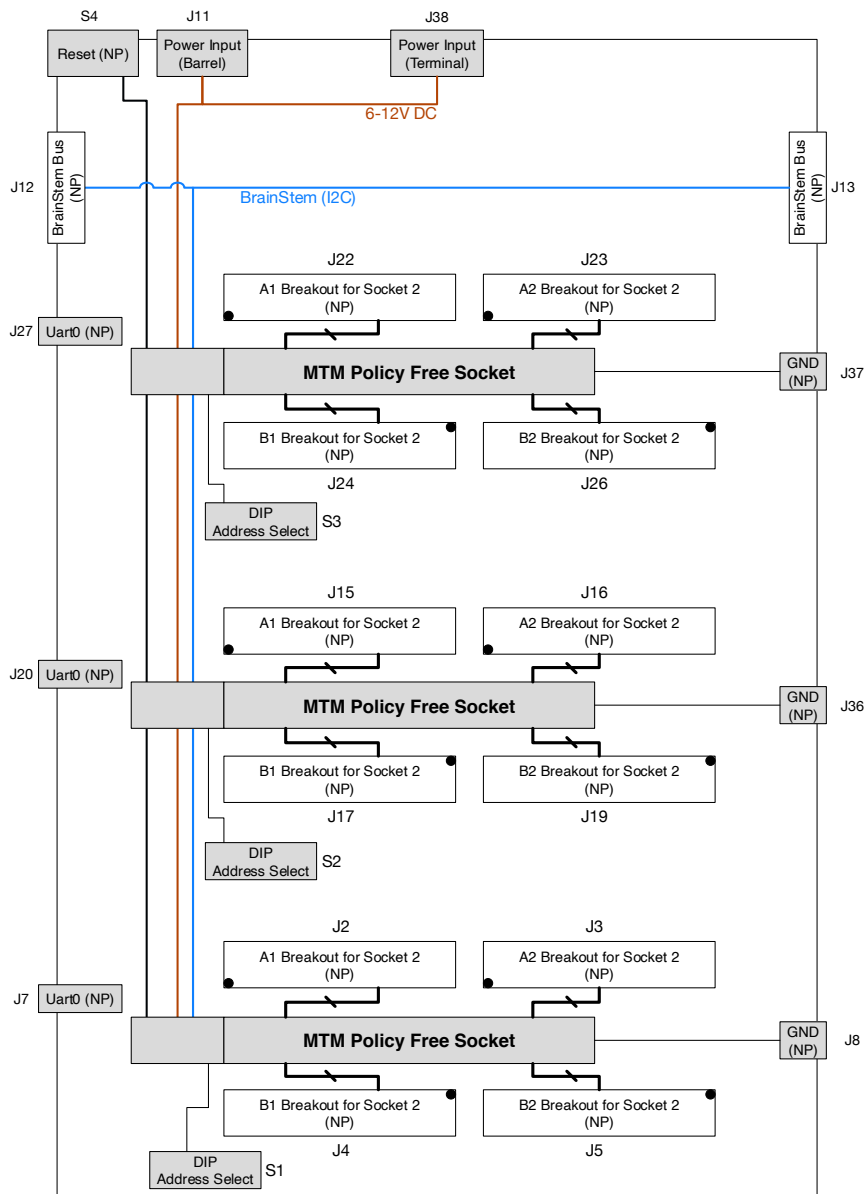 S4
J11
J38
Reset (NP)
Power Input
(Barrel)
Power Input
(Terminal)
6-12V DC
J12
BrainStem Bus
(NP)
BrainStem (I2C)
BrainStem Bus
(NP)
J13
J22
J23
A1 Breakout for Socket 2
(NP)
A2 Breakout for Socket 2
(NP)
J27
Uart0 (NP)
MTM Policy Free Socket
GND
(NP)
J37
B1 Breakout for Socket 2
(NP)
B2 Breakout for Socket 2
(NP)
J24
J26
DIP
Address Select
S3
J15
J16
A1 Breakout for Socket 2
(NP)
A2 Breakout for Socket 2
(NP)
J20
Uart0 (NP)
MTM Policy Free Socket
GND
(NP)
J36
B1 Breakout for Socket 2
(NP)
B2 Breakout for Socket 2
(NP)
J17
J19
DIP
Address Select
S2
J2
J3
A1 Breakout for Socket 2
(NP)
A2 Breakout for Socket 2
(NP)
J7
Uart0 (NP)
MTM Policy Free Socket
GND
(NP)
J8
B1 Breakout for Socket 2
(NP)
B2 Breakout for Socket 2
(NP)
J4
J5
DIP
Address Select
S1